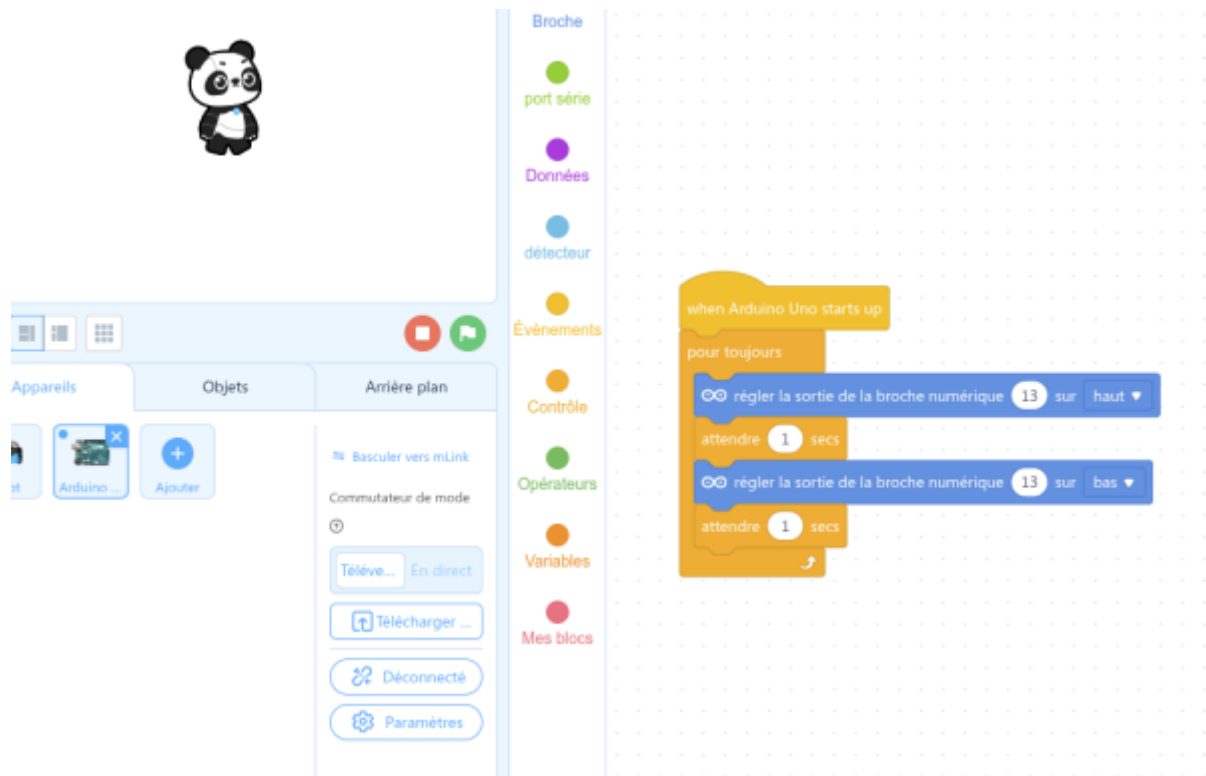 Broche
port série
Données
détecteur
Évènements
Contrôle
Opérateurs
Variables
Mes blocs
Appareils
Objets
Arrière plan
Arduino ...
Ajouter
Basculer vers mLink
Commutateur de mode
Téléve...
En direct
Télécharger ...
Déconnecté
Paramètres
when Arduino Uno starts up
pour toujours
régler la sortie de la broche numérique 13 sur haut
attendre 1 secs
régler la sortie de la broche numérique 13 sur bas
attendre 1 secs